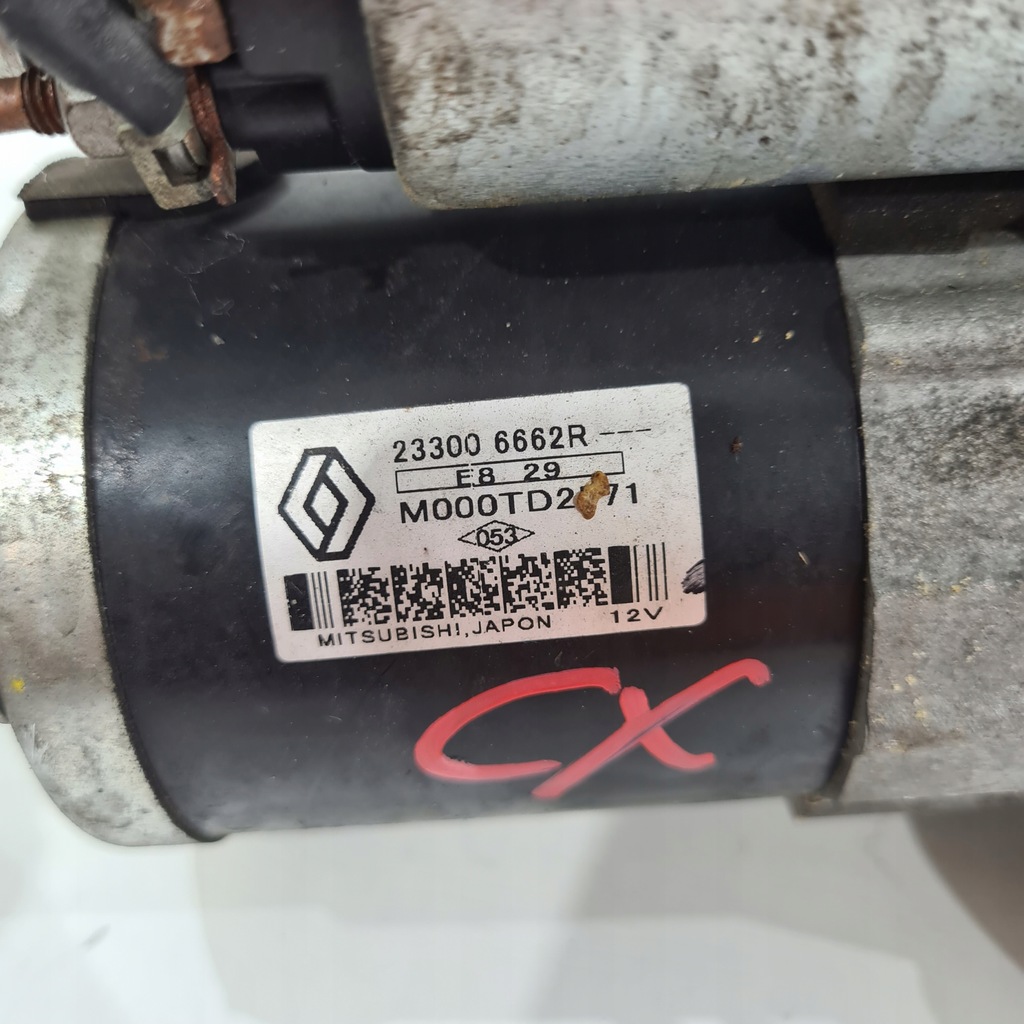 23300 6662R ---
E8 29
053
MITSUBISHI, JAPON 12V
CX